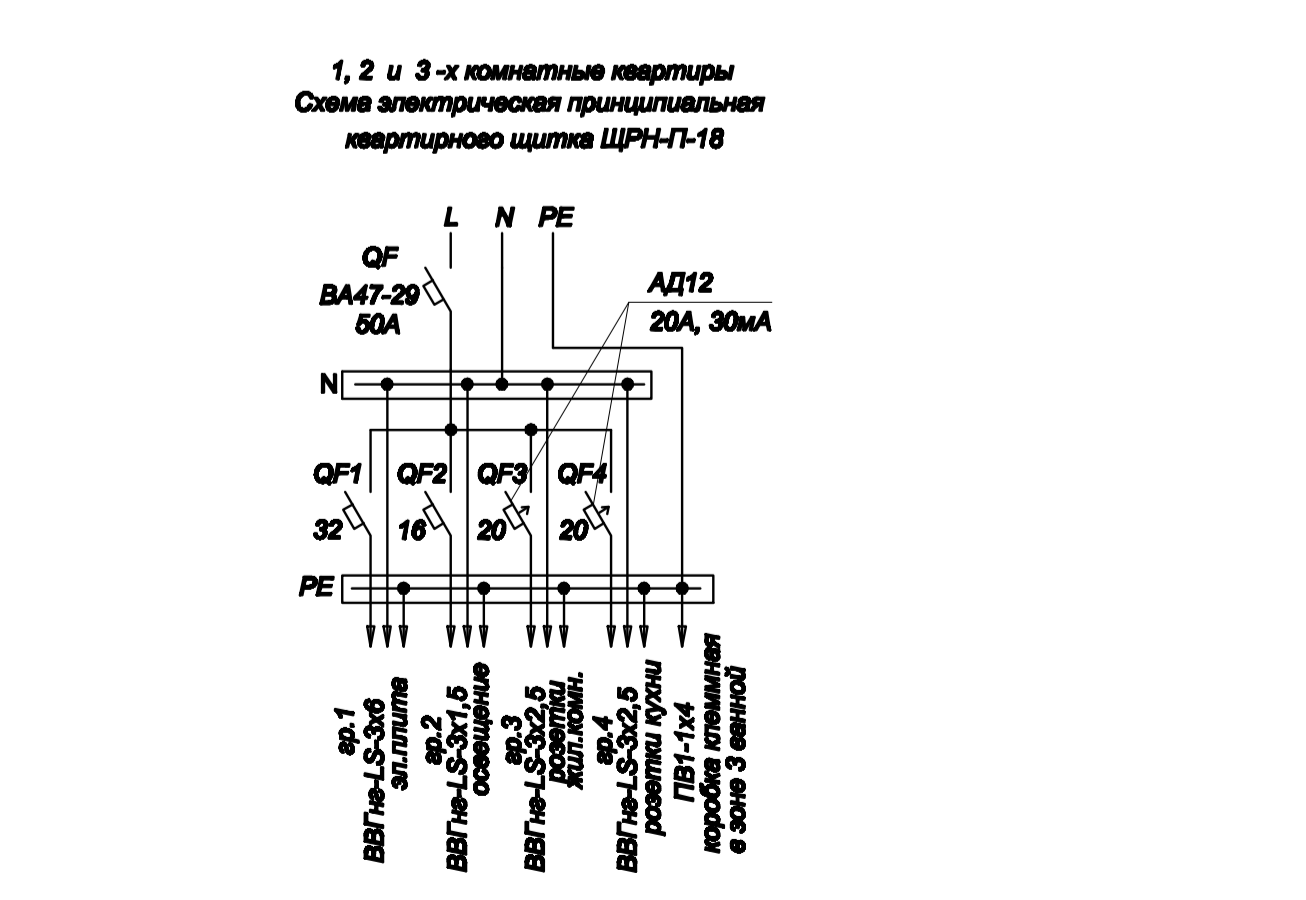 1, 2 и 3 -х комнатные квартиры
Схема электрическая принципиальная
квартирного щитка ЩРН-П-18
L N PE
QF
ВА47-29
50А
АД12
20А, 30мА
N
QF1 QF2 QF3 QF4
32 16 20 20
PE
гр.1
ВВГнг-LS-3х6
эл.плита
гр.2
ВВГнг-LS-3х1,5
освещение
гр.3
ВВГнг-LS-3х2,5
розетки
жил.комн.
гр.4
ВВГнг-LS-3х2,5
розетки кухни
ПВ1-1х4
коробка клеммная
в зоне 3 ванной